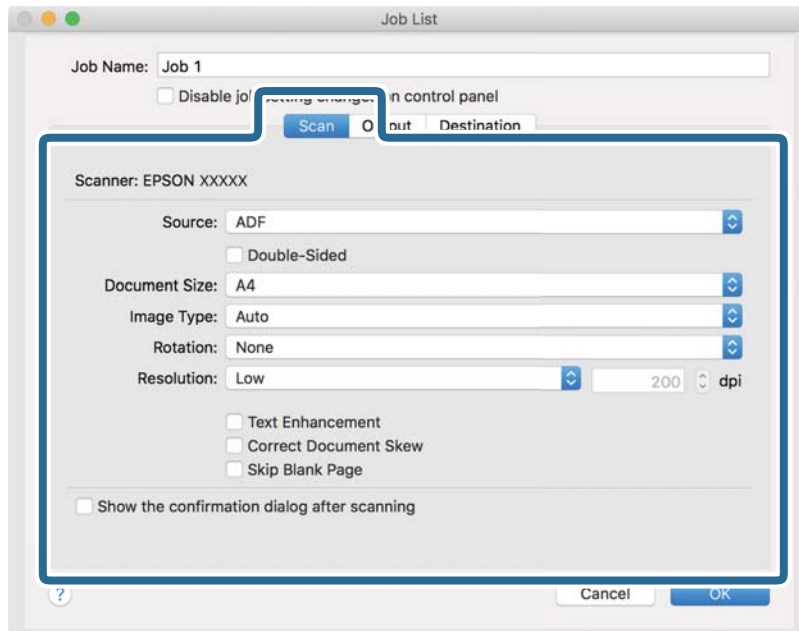 Job List
Job Name: Job 1
Disable jo on control panel
Scan O put Destination
Scanner: EPSON XXXXX
Source: ADF
Double-Sided
Document Size: A4
Image Type: Auto
Rotation: None
Resolution: Low 200 dpi
Text Enhancement
Correct Document Skew
Skip Blank Page
Show the confirmation dialog after scanning
? Cancel OK